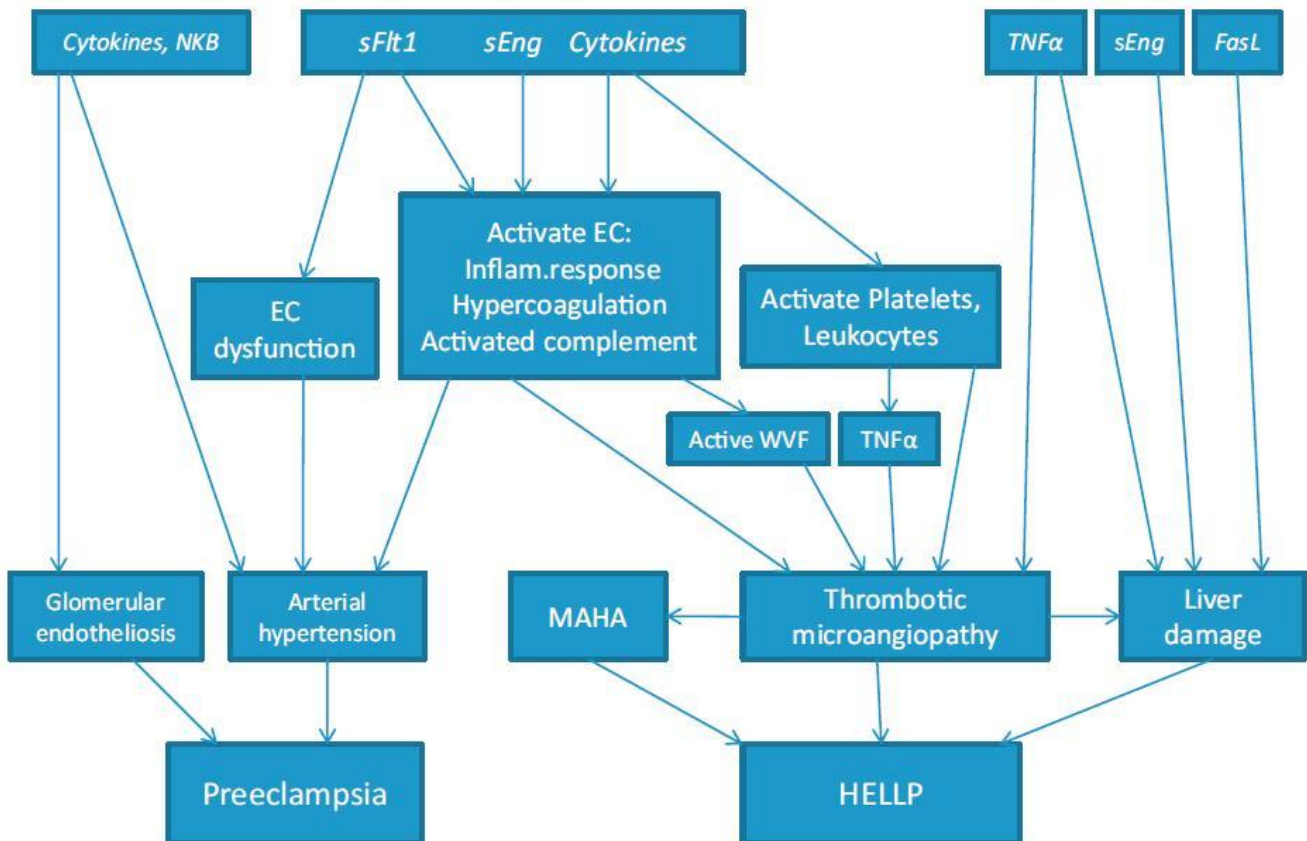 Cytokines, NKB
sFlt1 sEng Cytokines
TNFα
sEng
FasL
Activate EC:
Inflam.response
Hypercoagulation
Activated complement
EC
dysfunction
Activate Platelets,
Leukocytes
Active WVF
TNFα
Glomerular
endotheliosis
Arterial
hypertension
MAHA
Thrombotic
microangiopathy
Liver
damage
Preeclampsia
HELLP